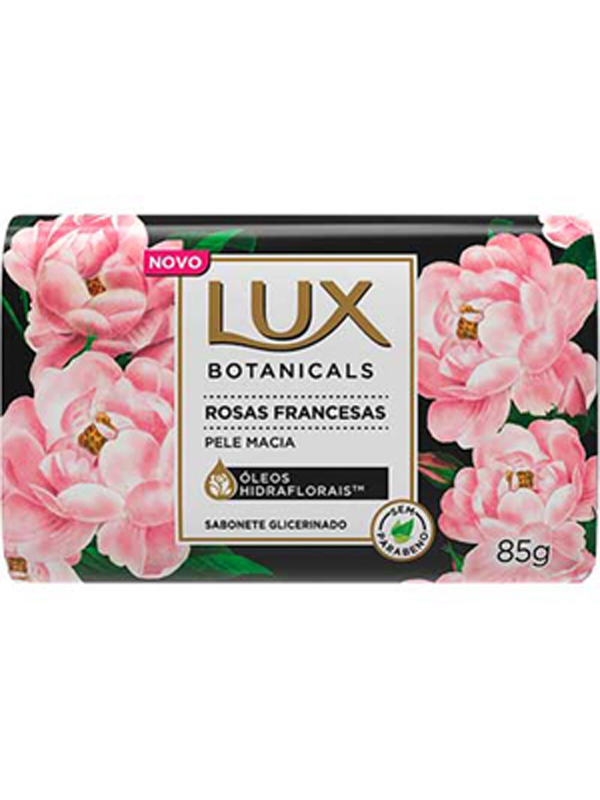 NOVO
LUX
BOTANICALS
ROSAS FRANCESAS
PELE MACIA
ÓLEOS
HIDRAFLORAIS™
SABONETE GLICERINADO
SEM
PARABENO
85g